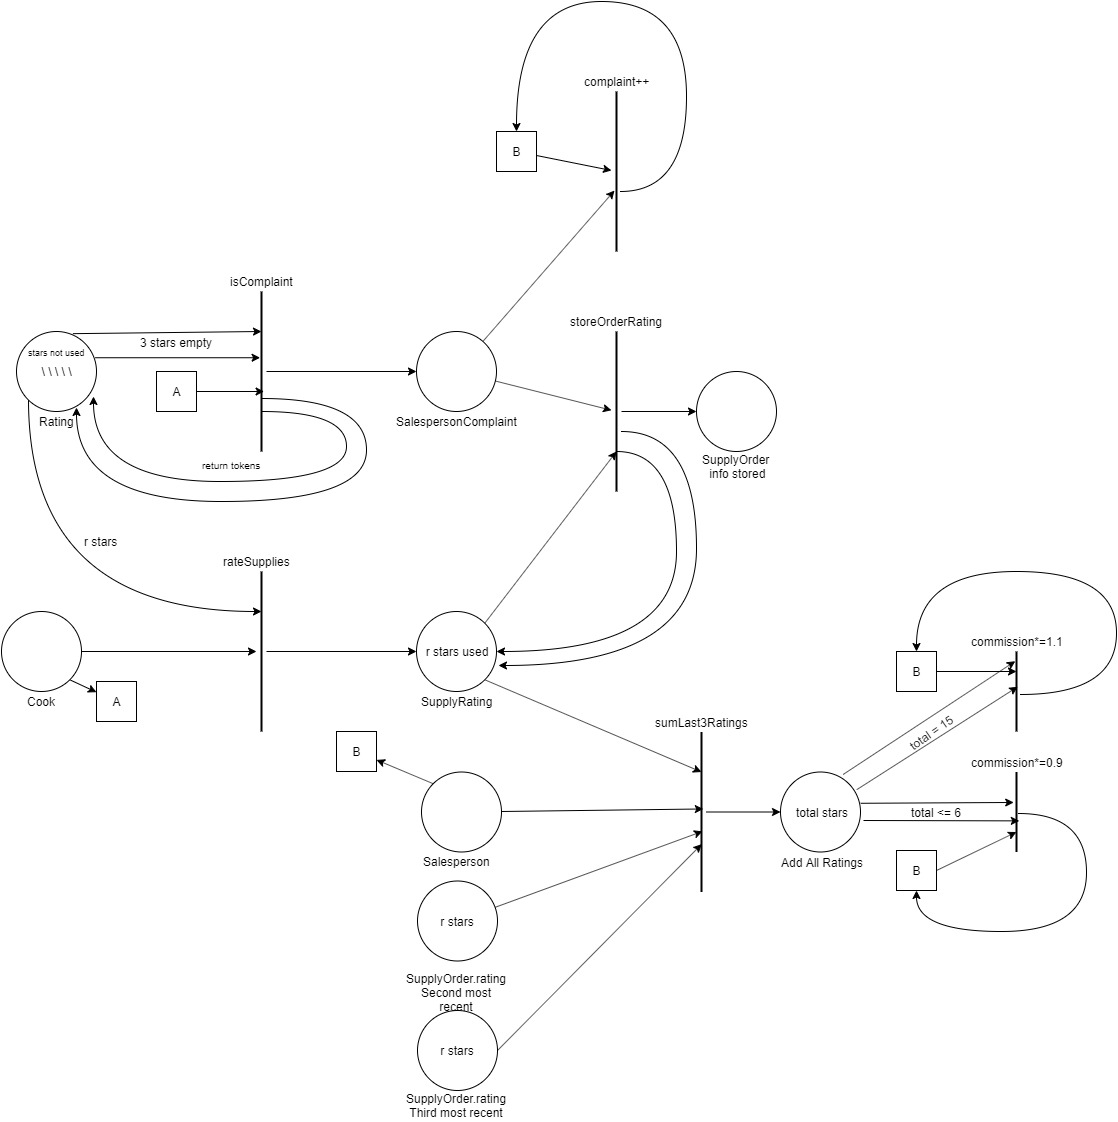 complaint++
B
isComplaint
storeOrderRating
3 stars empty
stars not used
\ \ \ \ \
A
Rating
SalespersonComplaint
return tokens
SupplyOrder
info stored
r stars
rateSupplies
r stars used
Cook
A
SupplyRating
commission*=1.1
B
sumLast3Ratings
total = 15
B
commission*=0.9
total stars
total <= 6
Salesperson
Add All Ratings
B
r stars
SupplyOrder.rating
Second most
recent
r stars
SupplyOrder.rating
Third most recent